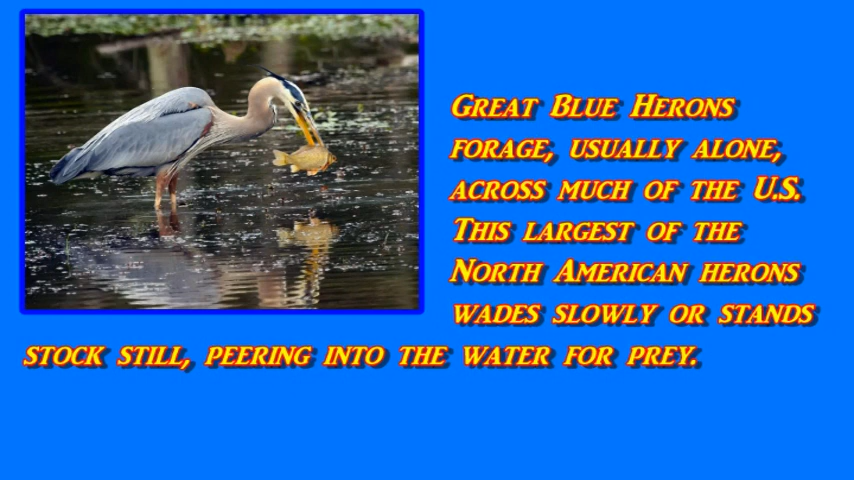 Great Blue Herons
forage, usually alone,
across much of the U.S.
This largest of the
North American herons
wades slowly or stands
stock still, peering into the water for prey.